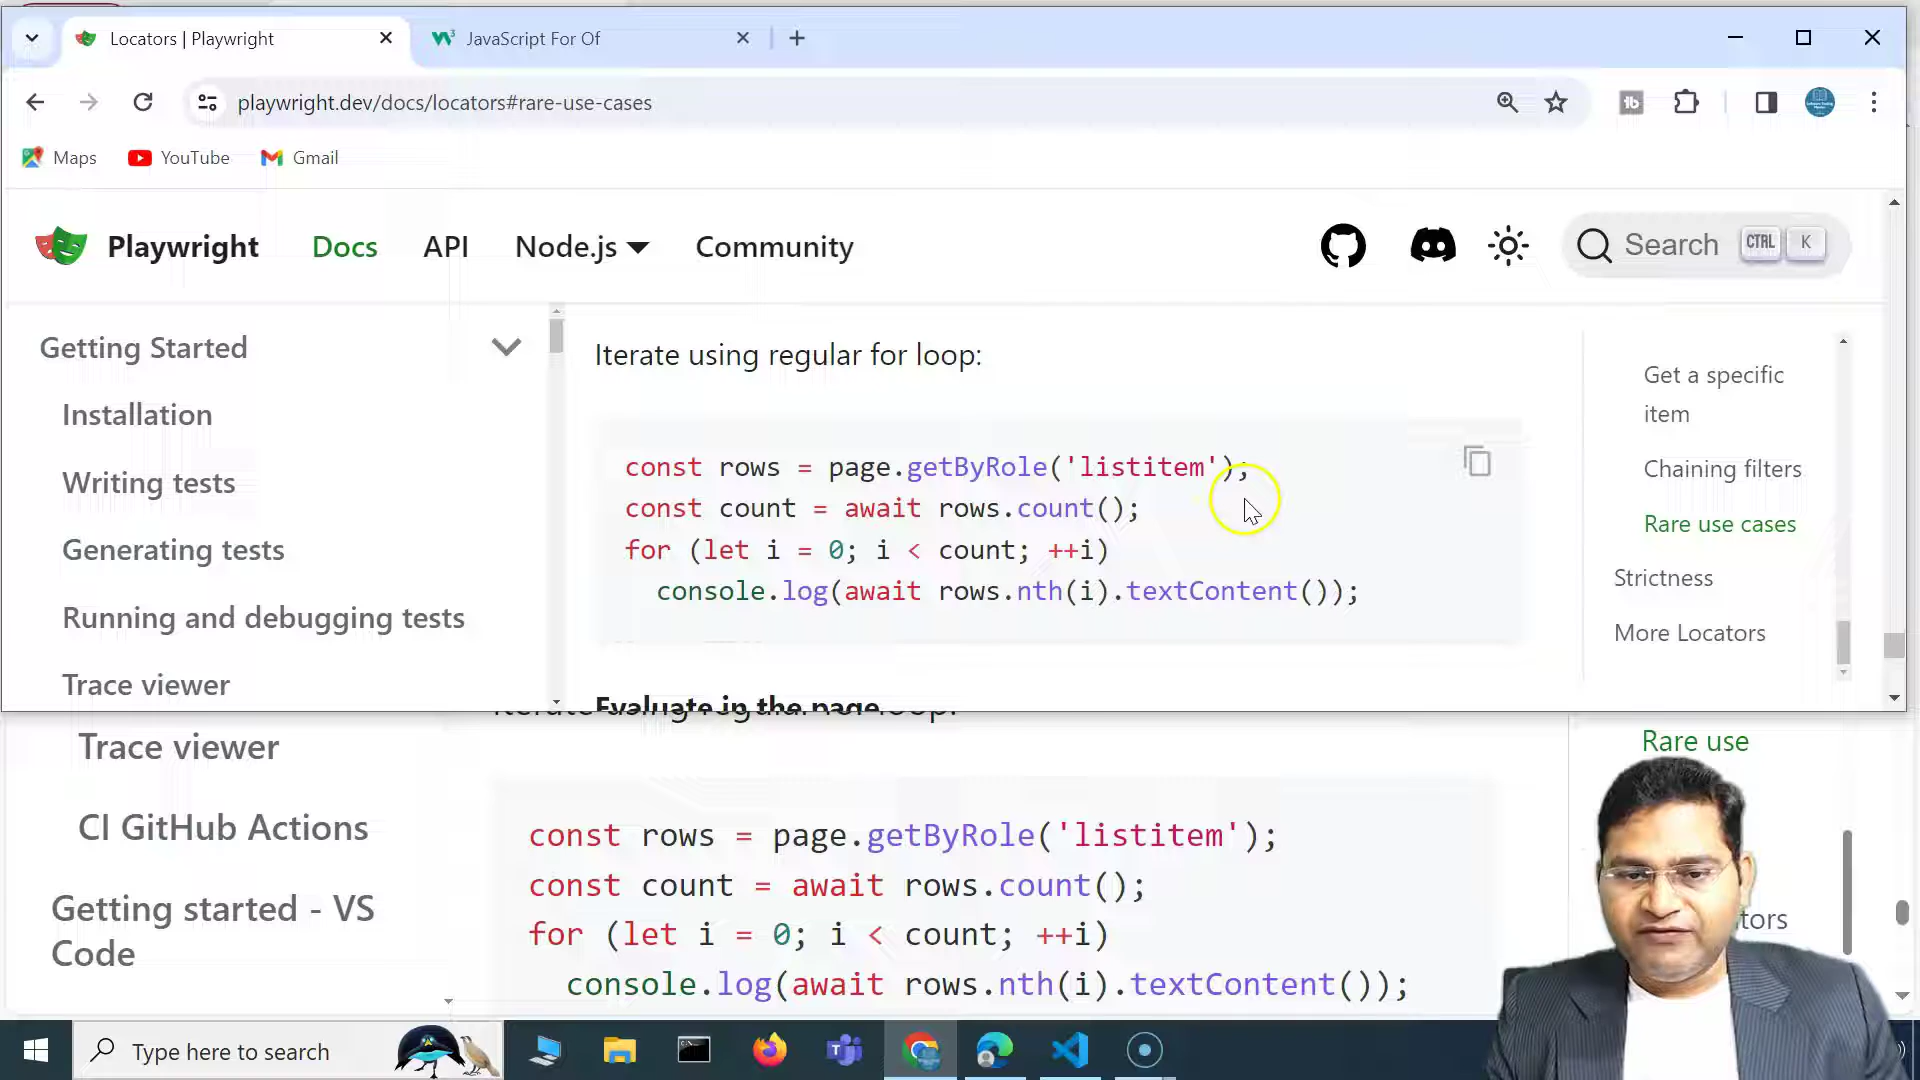 Locators | Playwright
JavaScript For Of
playwright.dev/docs/locators#rare-use-cases
Maps
YouTube
Gmail
Playwright
Docs
API
Node.js
Community
Search
CTRL
K
Getting Started
Installation
Writing tests
Generating tests
Running and debugging tests
Trace viewer
Iterate using regular for loop:
const rows = page.getByRole('listitem');
const count = await rows.count();
for (let i = 0; i < count; ++i)
console.log(await rows.nth(i).textContent());
Evaluate in the page
Get a specific
item
Chaining filters
Rare use cases
Strictness
More Locators
Trace viewer
CI GitHub Actions
Getting started - VS
Code
const rows = page.getByRole('listitem');
const count = await rows.count();
for (let i = 0; i < count; ++i)
console.log(await rows.nth(i).textContent());
Rare use
Type here to search